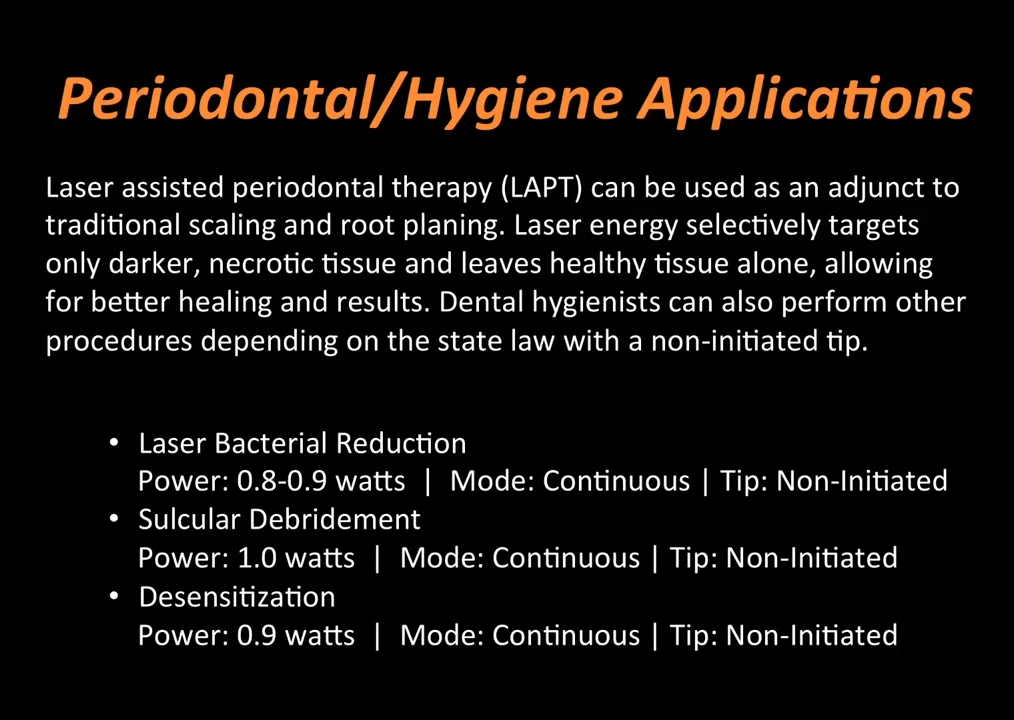 Periodontal/Hygiene Applications
Laser assisted periodontal therapy (LAPT) can be used as an adjunct to
traditional scaling and root planing. Laser energy selectively targets
only darker, necrotic tissue and leaves healthy tissue alone, allowing
for better healing and results. Dental hygienists can also perform other
procedures depending on the state law with a non-initiated tip.
• Laser Bacterial Reduction
Power: 0.8-0.9 watts | Mode: Continuous | Tip: Non-Initiated
• Sulcular Debridement
Power: 1.0 watts | Mode: Continuous | Tip: Non-Initiated
• Desensitization
Power: 0.9 watts | Mode: Continuous | Tip: Non-Initiated